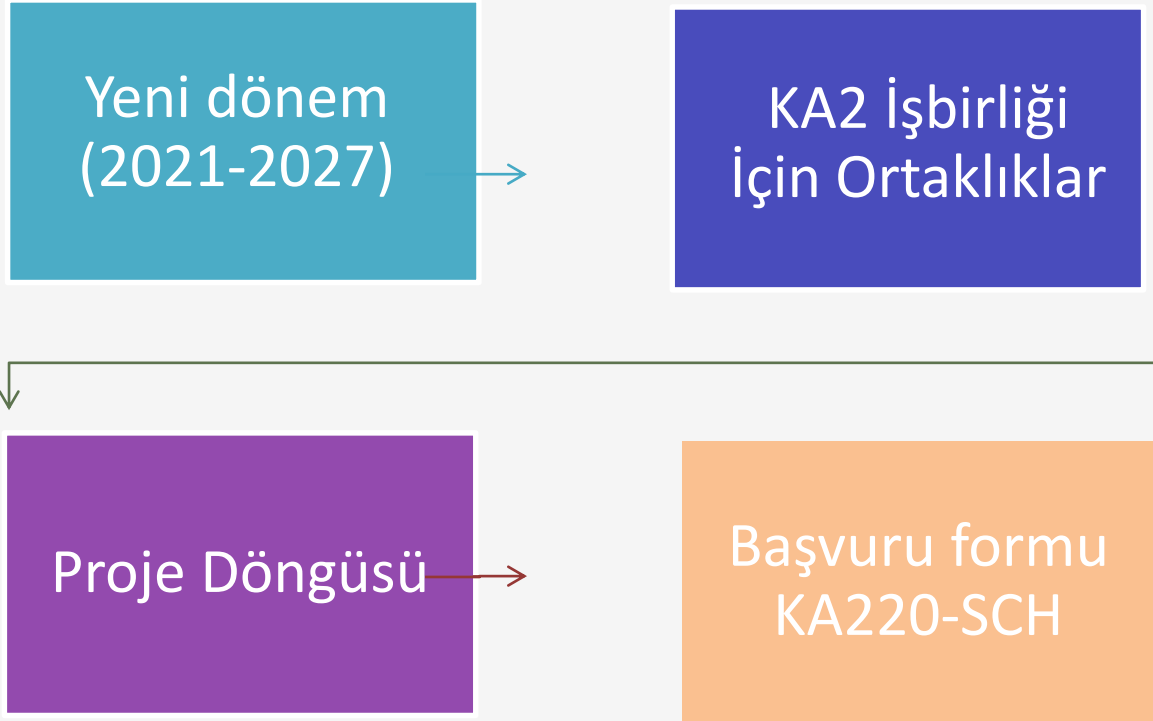 Yeni dönem
(2021-2027)
KA2 İşbirliği
İçin Ortaklıklar
Proje Döngüsü
Başvuru formu
KA220-SCH